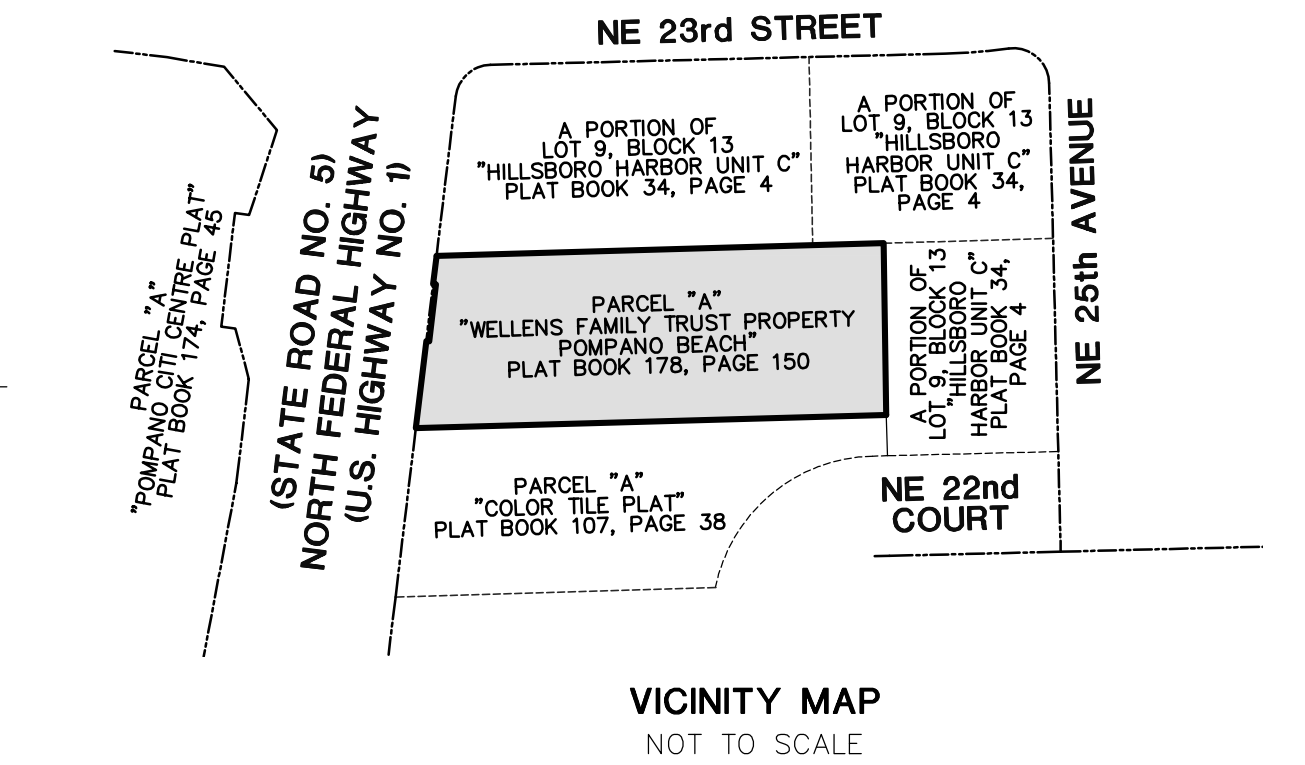 NE 23rd STREET
PARCEL "A"
"POMPANO CITI CENTRE PLAT"
PLAT BOOK 174, PAGE 45
(STATE ROAD NO. 5)
NORTH FEDERAL HIGHWAY
(U.S. HIGHWAY NO. 1)
A PORTION OF
LOT 9, BLOCK 13
"HILLSBORO HARBOR UNIT C"
PLAT BOOK 34, PAGE 4
A PORTION OF
LOT 9, BLOCK 13
"HILLSBORO
HARBOR UNIT C"
PLAT BOOK 34,
PAGE 4
NE 25th AVENUE
PARCEL "A"
"WELLENS FAMILY TRUST PROPERTY
POMPANO BEACH"
PLAT BOOK 178, PAGE 150
A PORTION OF
LOT 9, BLOCK 13
"HILLSBORO
HARBOR UNIT C"
PLAT BOOK 34,
PAGE 4
PARCEL "A"
"COLOR TILE PLAT"
PLAT BOOK 107, PAGE 38
NE 22nd
COURT
VICINITY MAP
NOT TO SCALE